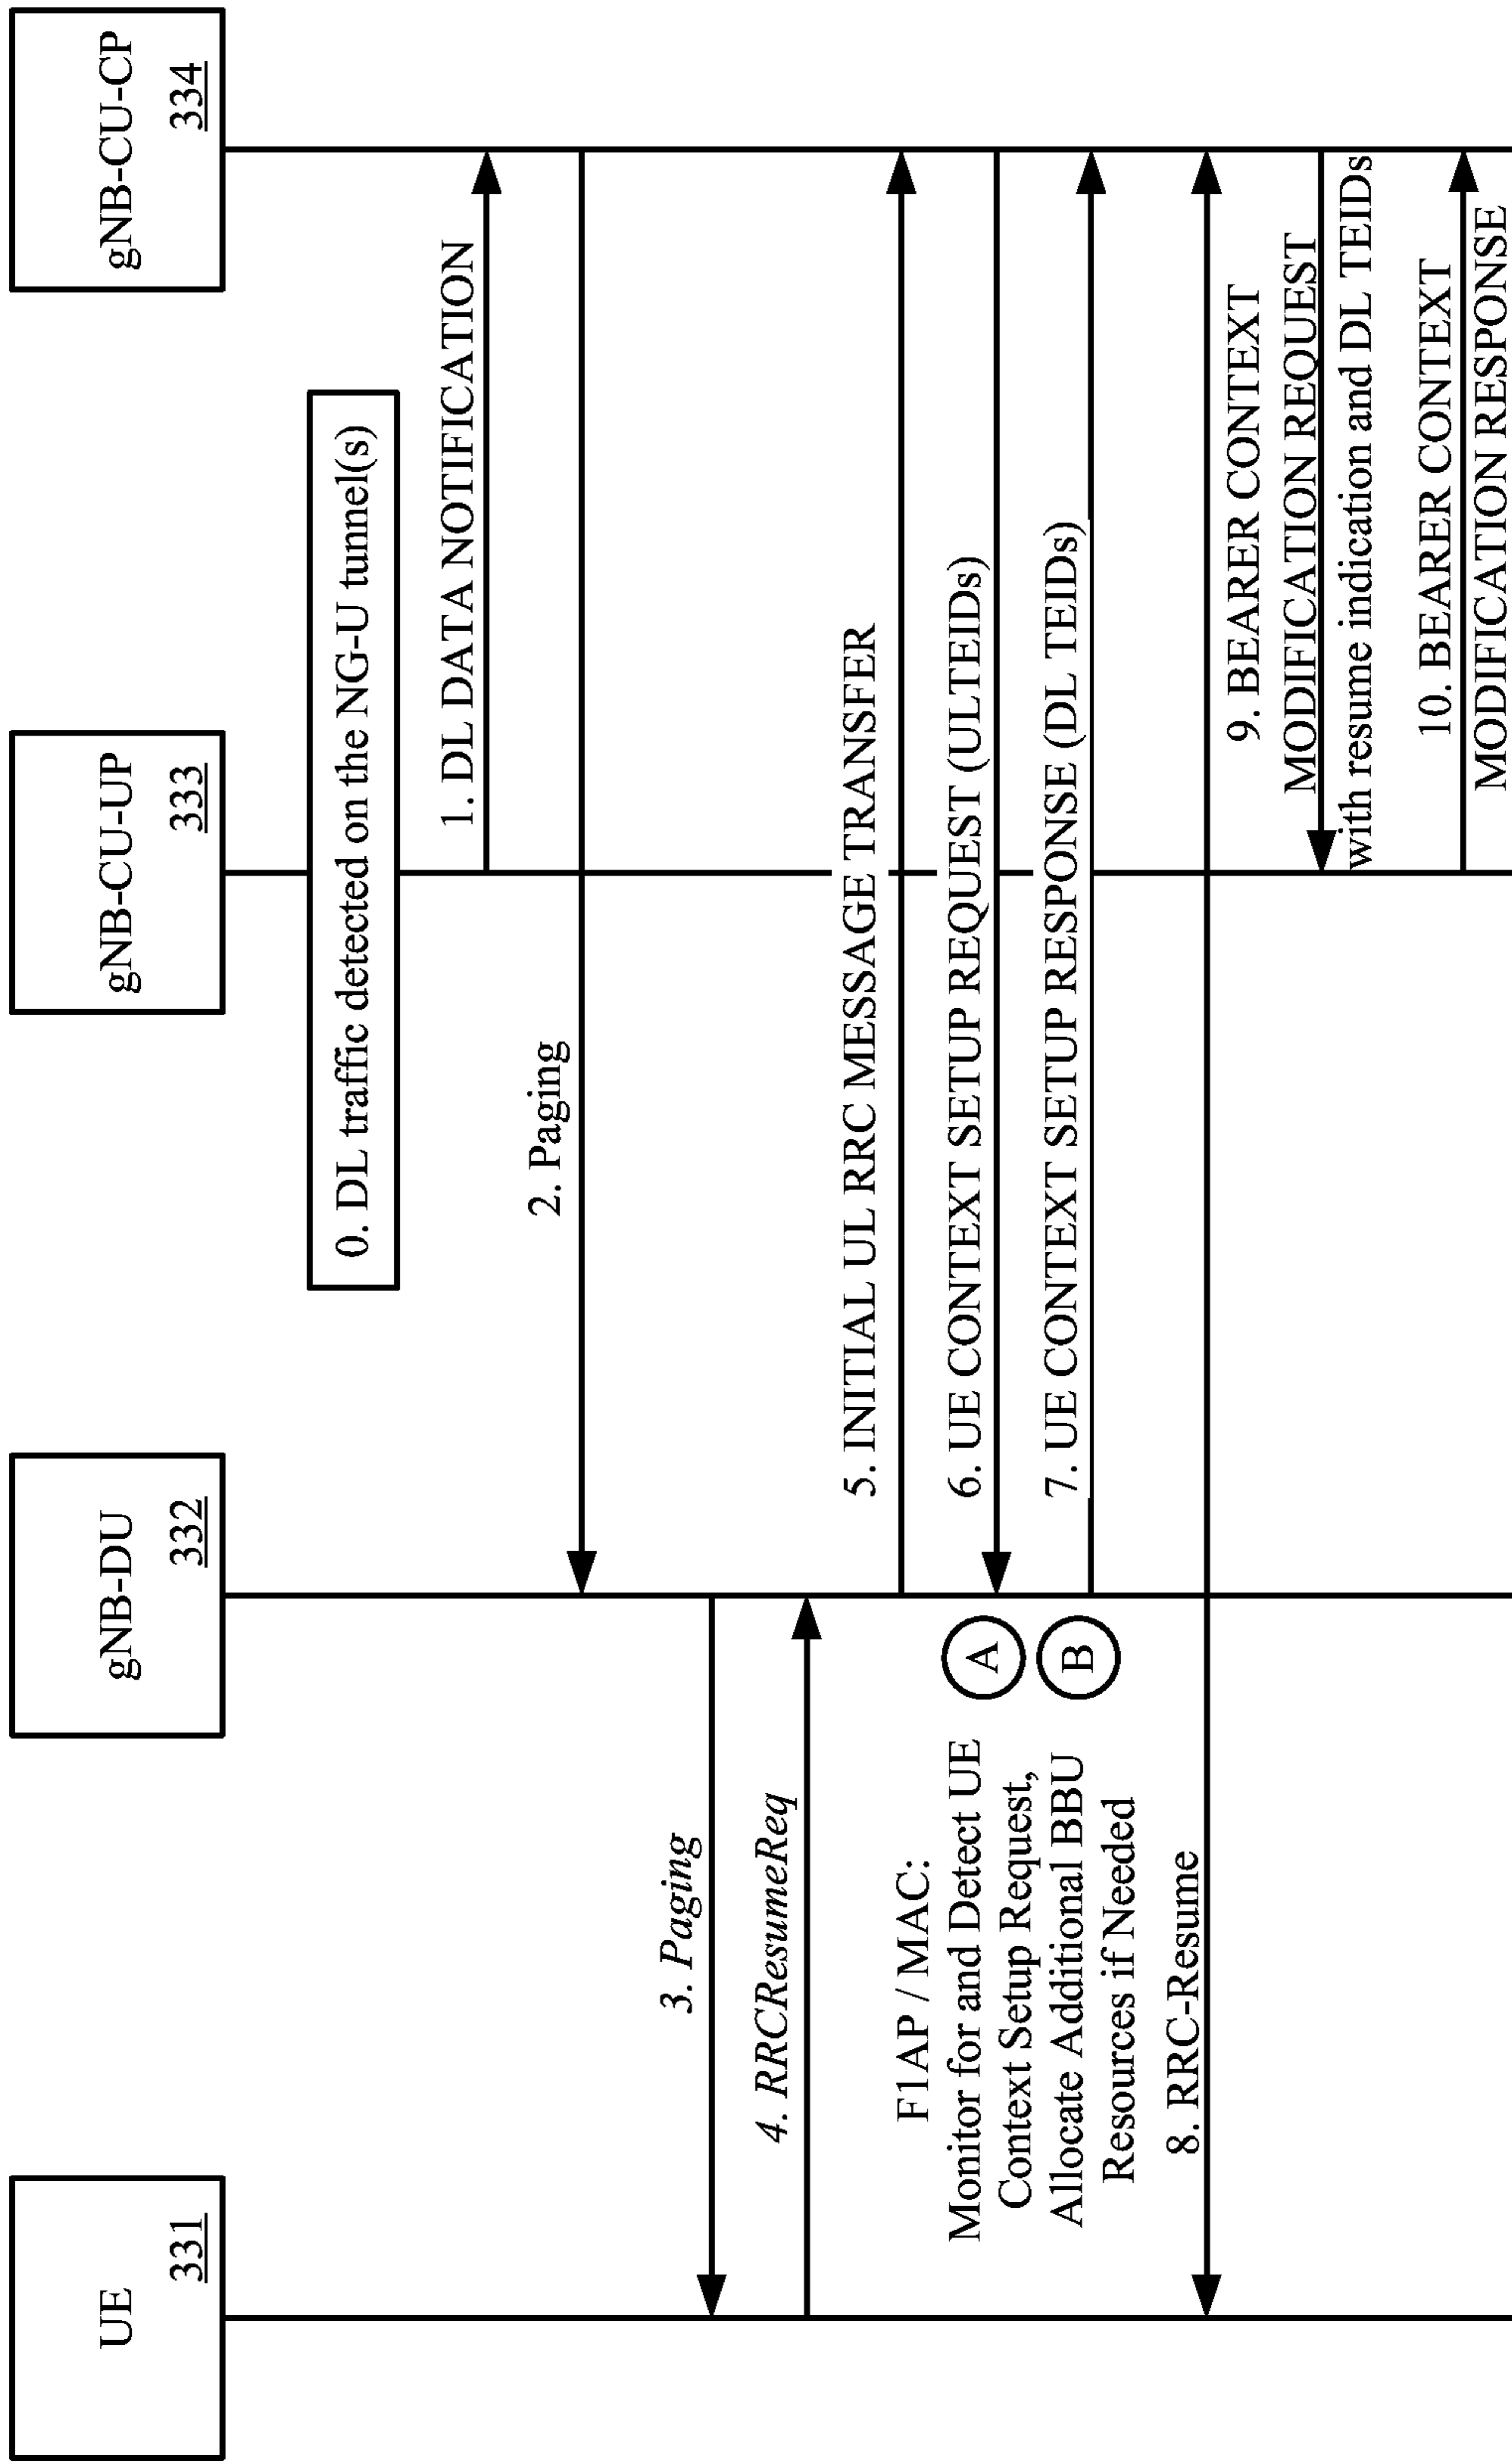 UE
331
gNB-DU
332
gNB-CU-UP
333
gNB-CU-CP
334
0. DL traffic detected on the NG-U tunnel(s)
1. DL DATA NOTIFICATION
2. Paging
3. Paging
4. RRCResumeReq
5. INITIAL UL RRC MESSAGE TRANSFER
F1AP / MAC:
Monitor for and Detect UE
Context Setup Request,
Allocate Additional BBU
Resources if Needed
A
B
6. UE CONTEXT SETUP REQUEST (ULTEIDs)
7. UE CONTEXT SETUP RESPONSE (DL TEIDs)
8. RRC-Resume
9. BEARER CONTEXT
MODIFICATION REQUEST
with resume indication and DL TEIDs
10. BEARER CONTEXT
MODIFICATION RESPONSE